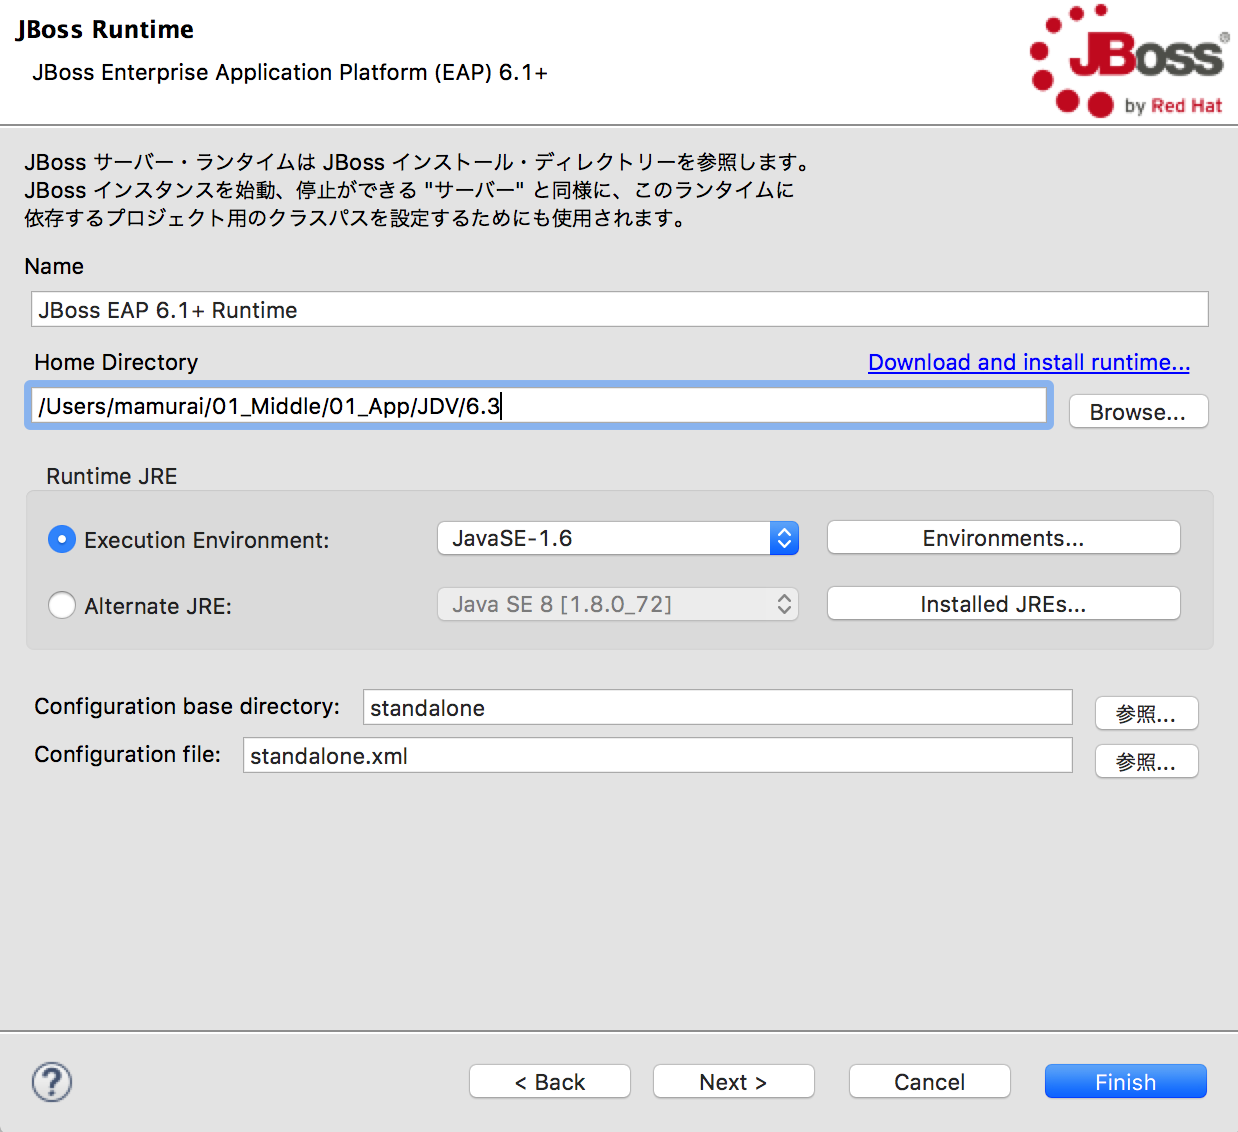 JBoss Runtime
JBoss Enterprise Application Platform (EAP) 6.1+
JBoss®
by Red Hat
JBoss サーバー・ランタイムは JBoss インストール・ディレクトリーを参照します。
JBoss インスタンスを始動、停止ができる "サーバー" と同様に、このランタイムに
依存するプロジェクト用のクラスパスを設定するためにも使用されます。
Name
JBoss EAP 6.1+ Runtime
Home Directory
Download and install runtime...
/Users/mamurai/01_Middle/01_App/JDV/6.3
Browse...
Runtime JRE
Execution Environment:
JavaSE-1.6
Environments...
Alternate JRE:
Java SE 8 [1.8.0_72]
Installed JREs...
Configuration base directory:
standalone
参照...
Configuration file:
standalone.xml
参照...
?
< Back
Next >
Cancel
Finish